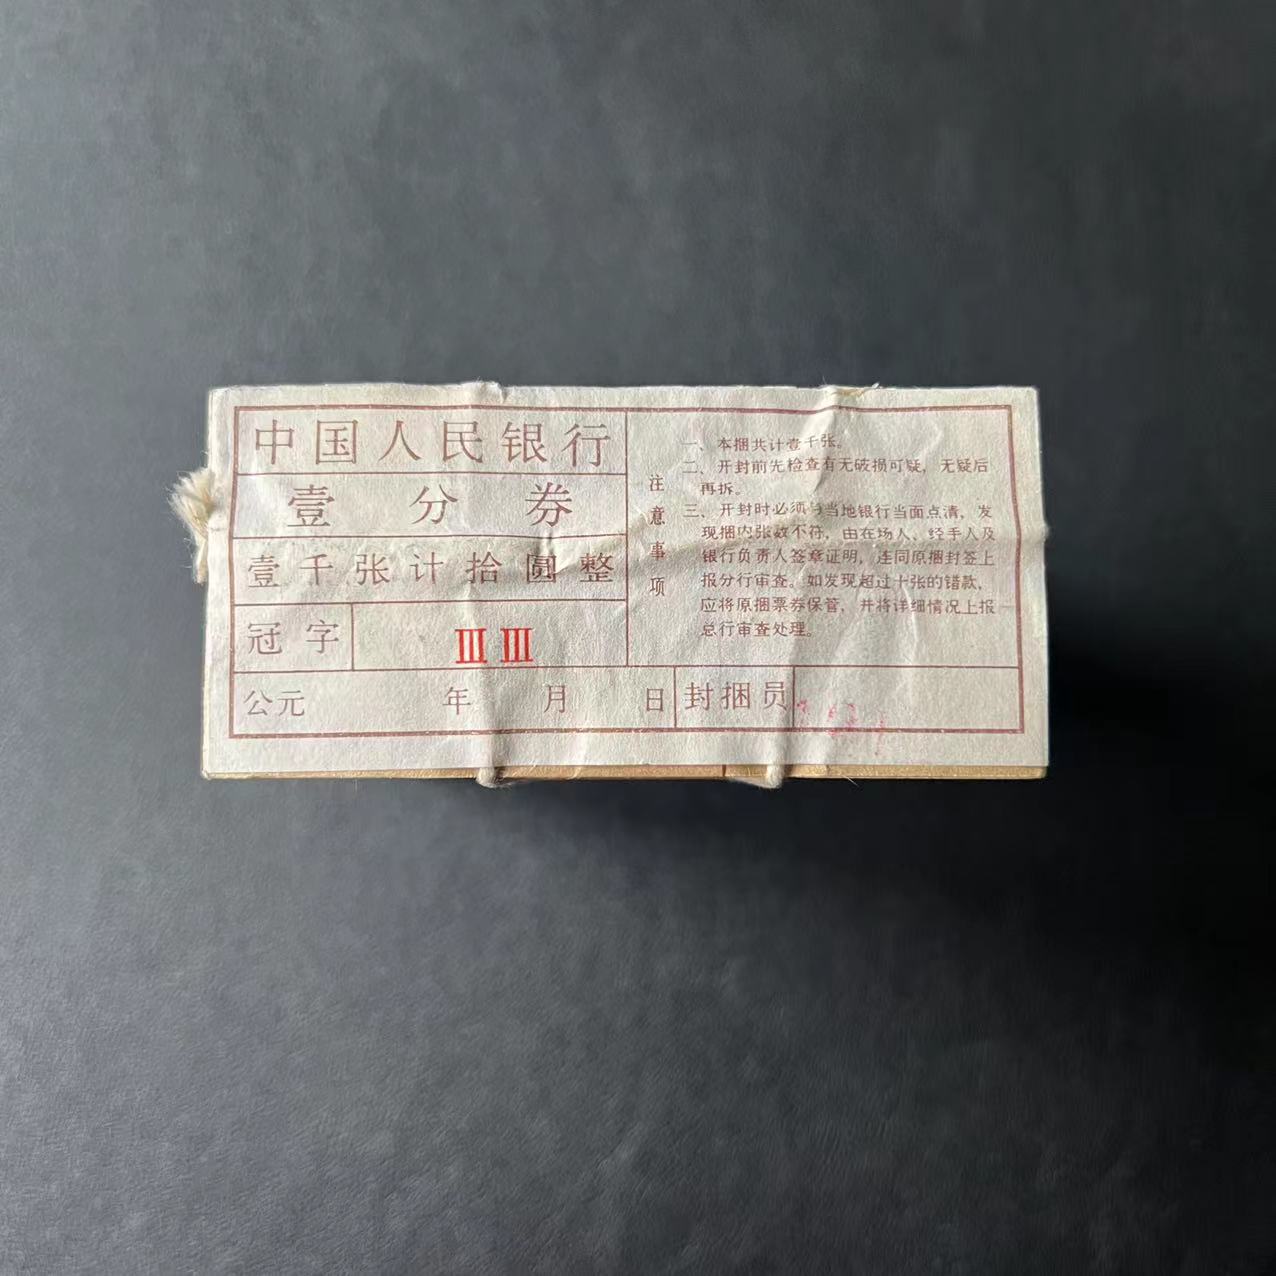 中国人民银行
壹分券
壹千张计拾圆整
冠字 ⅢⅢ
公元 年 月 日 封捆员
注意事项
一、本捆共计壹千张。
二、开封前先检查有无破损可疑，无疑后
再拆。
三、开封时必须与当地银行当面点清，发
现捆内张数不符，由在场人、经手人及
银行负责人签章证明，连同原捆封签上
报分行审查。如发现超过十张的错款，
应将原捆票券保管，并将详细情况上报
总行审查处理。